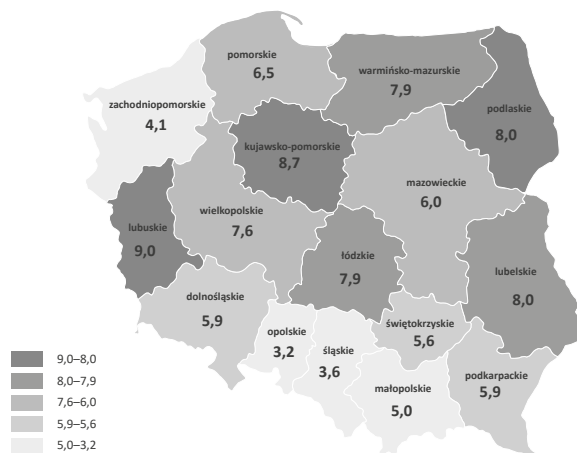 pomorskie
6,5
warmińsko-mazurskie
7,9
zachodniopomorskie
4,1
podlaskie
8,0
kujawsko-pomorskie
8,7
mazowieckie
6,0
wielkopolskie
7,6
lubuskie
9,0
łódzkie
7,9
lubelskie
8,0
dolnośląskie
5,9
opolskie
3,2
śląskie
3,6
świętokrzyskie
5,6
małopolskie
5,0
podkarpackie
5,9
9,0–8,0
8,0–7,9
7,6–6,0
5,9–5,6
5,0–3,2